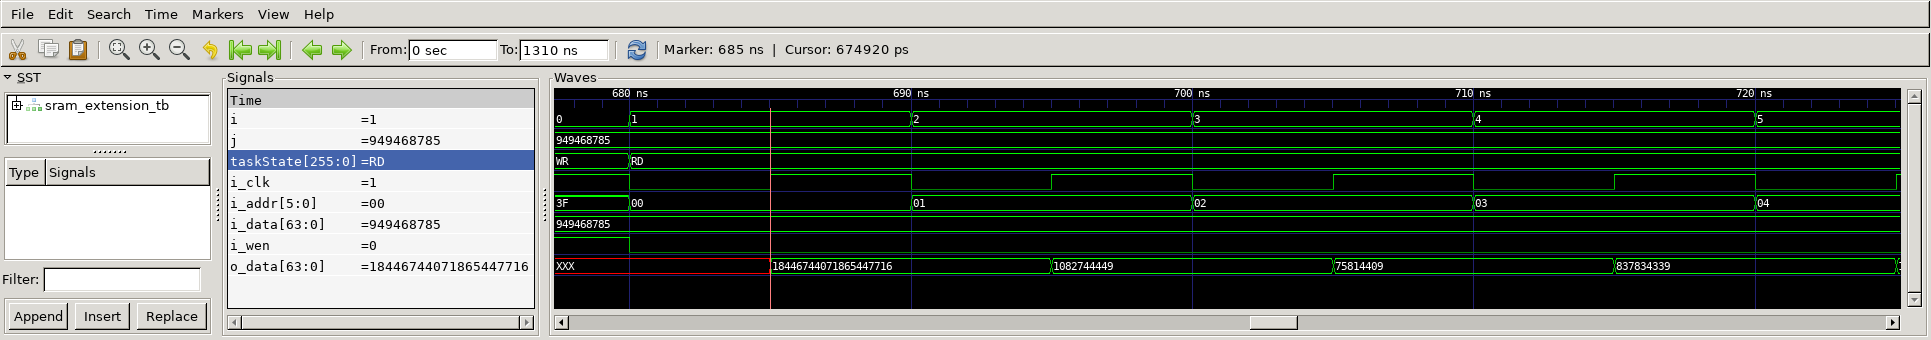 File Edit Search Time Markers View Help
From: 0 sec To: 1310 ns Marker: 685 ns | Cursor: 674920 ps
SST
sram_extension_tb
Type Signals
Filter:
Append Insert Replace
Signals
Time
i =1
j =949468785
taskState[255:0] =RD
i_clk =1
i_addr[5:0] =00
i_data[63:0] =949468785
i_wen =0
o_data[63:0] =18446744071865447716
Waves
680 ns 690 ns 700 ns 710 ns 720 ns
0 1 2 3 4 5
949468785
WR RD
3F 00 01 02 03 04
949468785
XXX 18446744071865447716 1082744449 75814409 837834339